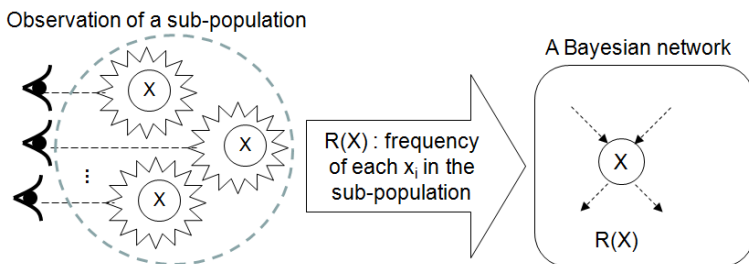 Observation of a sub-population
X
X
X
...
R(X) : frequency
of each xi in the
sub-population
A Bayesian network
X
R(X)